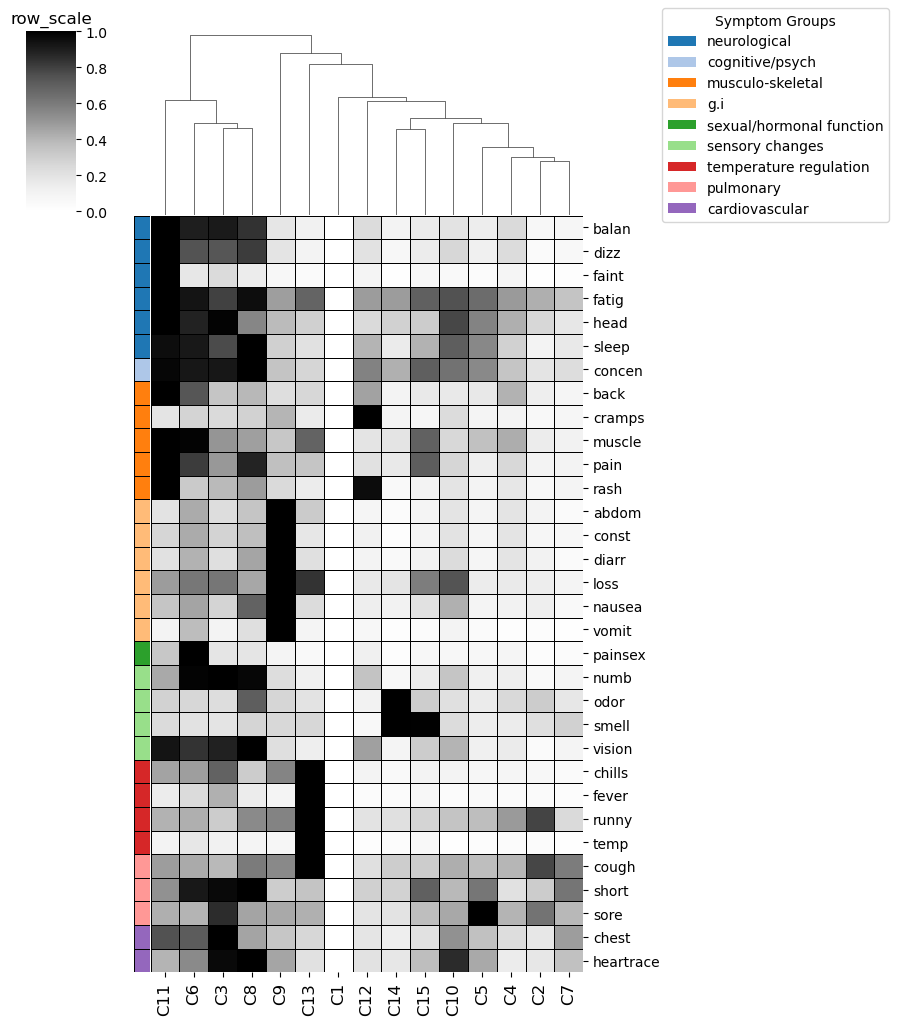 row_scale
1.0
0.8
0.6
0.4
0.2
0.0
Symptom Groups
neurological
cognitive/psych
musculo-skeletal
g.i
sexual/hormonal function
sensory changes
temperature regulation
pulmonary
cardiovascular
balan
dizz
faint
fatig
head
sleep
concen
back
cramps
muscle
pain
rash
abdom
const
diarr
loss
nausea
vomit
painsex
numb
odor
smell
vision
chills
fever
runny
temp
cough
short
sore
chest
heartrace
C11 C6 C3 C8 C9 C13 C1 C12 C14 C15 C10 C5 C4 C2 C7